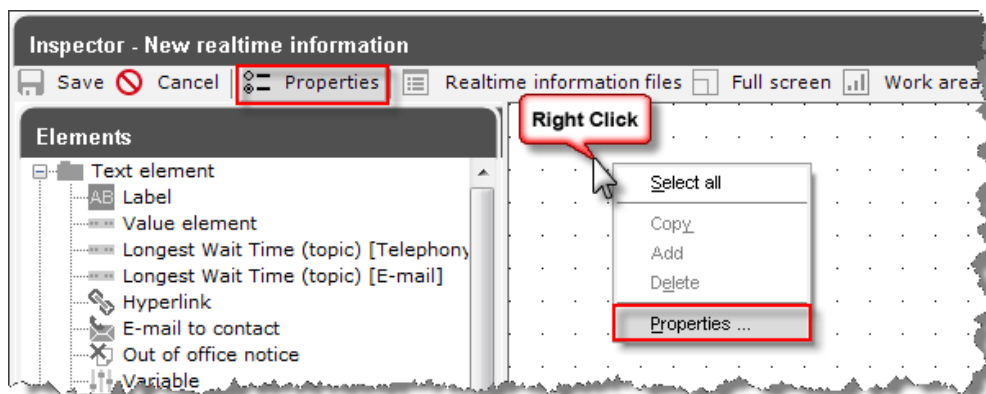 Inspector - New realtime information
Save Cancel Properties Realtime information files Full screen Work area
Elements
Text element
AB Label
Value element
Longest Wait Time (topic) [Telephony
Longest Wait Time (topic) [E-mail]
Hyperlink
E-mail to contact
Out of office notice
Variable
Right Click
Select all
Copy
Add
Delete
Properties ...